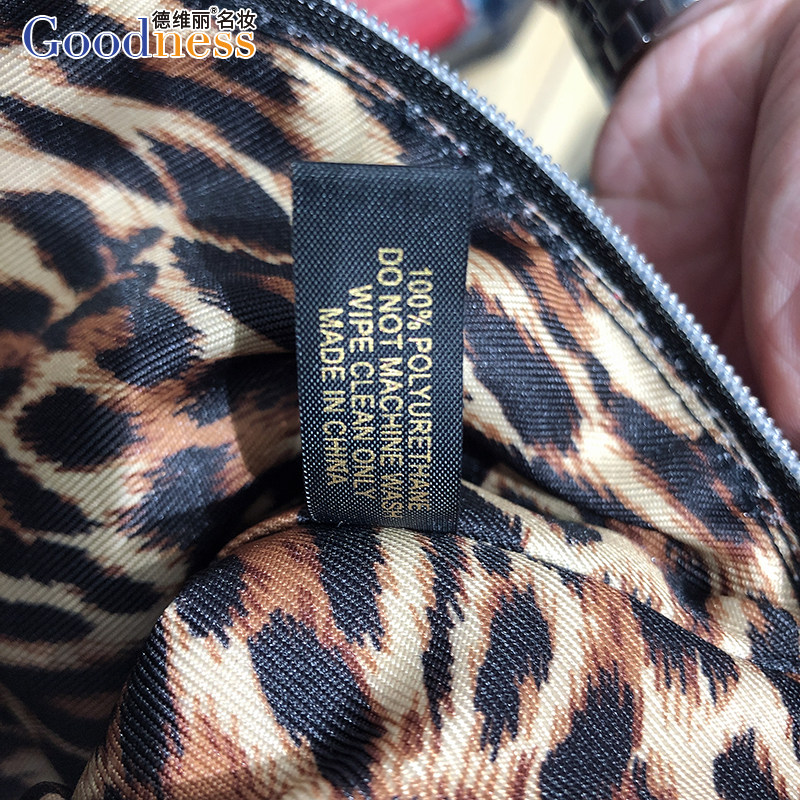 德维丽®名妆
Goodness
100% POLYURETHANE
DO NOT MACHINE WASH
WIPE CLEAN ONLY
MADE IN CHINA